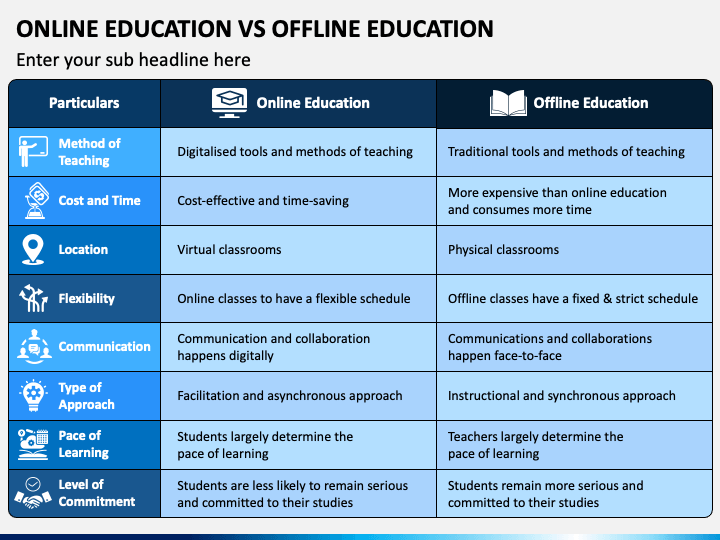 ONLINE EDUCATION VS OFFLINE EDUCATION
Enter your sub headline here
Particulars
Online Education
Offline Education
Method of
Teaching
Digitalised tools and methods of teaching
Traditional tools and methods of teaching
Cost and Time
Cost-effective and time-saving
More expensive than online education
and consumes more time
Location
Virtual classrooms
Physical classrooms
Flexibility
Online classes to have a flexible schedule
Offline classes have a fixed & strict schedule
Communication
Communication and collaboration
happens digitally
Communications and collaborations
happen face-to-face
Type of
Approach
Facilitation and asynchronous approach
Instructional and synchronous approach
Pace of
Learning
Students largely determine the
pace of learning
Teachers largely determine the
pace of learning
Level of
Commitment
Students are less likely to remain serious
and committed to their studies
Students remain more serious and
committed to their studies